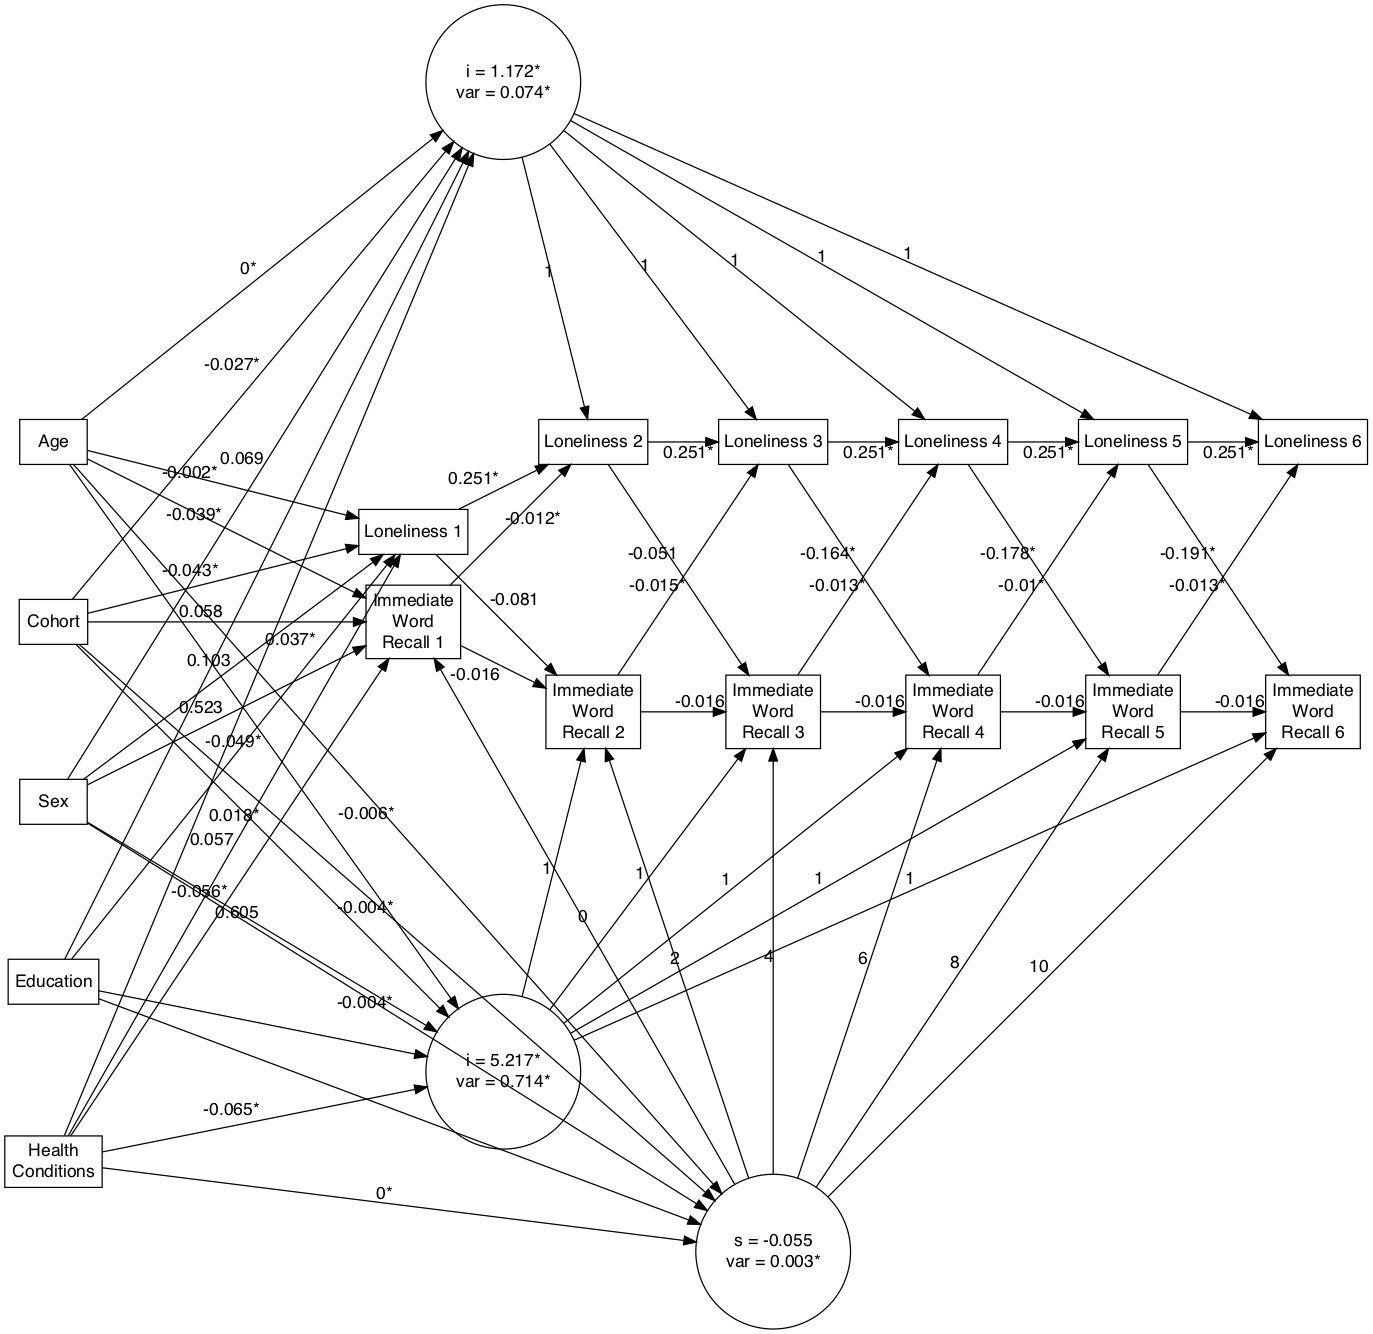 i = 1.172*
var = 0.074*
0*
1
1
1
1
1
-0.027*
Age
Loneliness 2
Loneliness 3
Loneliness 4
Loneliness 5
Loneliness 6
0.251*
0.251*
0.251*
0.251*
0.069
-0.002*
0.251*
-0.039*
-0.012*
Loneliness 1
-0.051
-0.164*
-0.178*
-0.191*
-0.043*
-0.015*
-0.013*
-0.01*
-0.013*
0.058
-0.081
Cohort
Immediate
Word
Recall 1
0.037*
0.103
-0.016
Immediate
Word
Recall 2
-0.016
Immediate
Word
Recall 3
-0.016
Immediate
Word
Recall 4
-0.016
Immediate
Word
Recall 5
-0.016
Immediate
Word
Recall 6
0.523
-0.049*
Sex
0.018*
-0.006*
0.057
1
1
1
1
1
-0.056*
0.605
-0.004*
0
2
4
6
8
10
Education
-0.004*
i = 5.217*
var = 0.714*
-0.065*
Health
Conditions
0*
s = -0.055
var = 0.003*